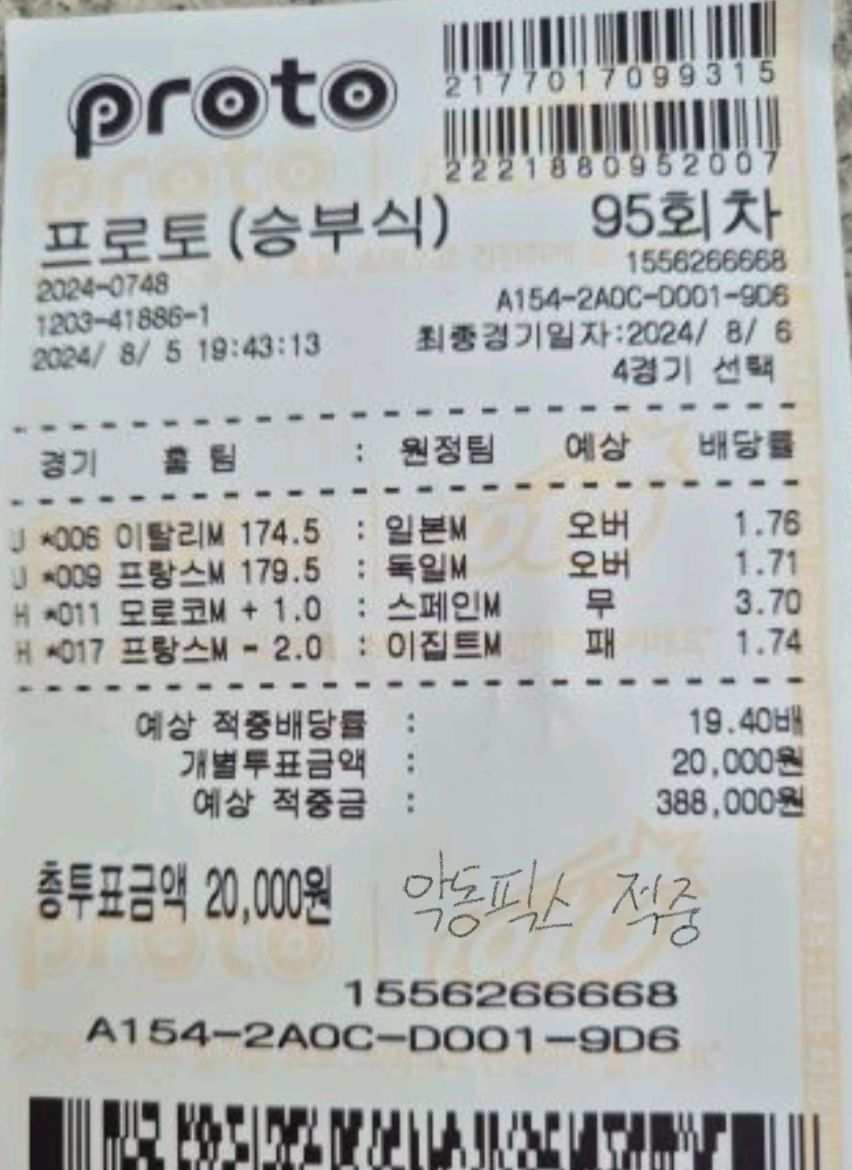 proto
2177017099315
2221880952007
프로토(승부식) 95회차
2024-0748 1556266668
1203-41886-1 A154-2A0C-D001-9D6
2024/ 8/ 5 19:43:13 최종경기일자:2024/ 8/ 6
4경기 선택
경기 홈 팀 : 원정팀 예상 배당률
U *006 이탈리M 174.5 : 일본M 오버 1.76
U *009 프랑스M 179.5 : 독일M 오버 1.71
H *011 모로코M + 1.0 : 스페인M 무 3.70
H *017 프랑스M - 2.0 : 이집트M 패 1.74
예상 적중배당률 : 19.40배
개별투표금액 : 20,000원
예상 적중금 : 388,000원
총투표금액 20,000원 악동픽스 적중
1556266668
A154-2A0C-D001-9D6